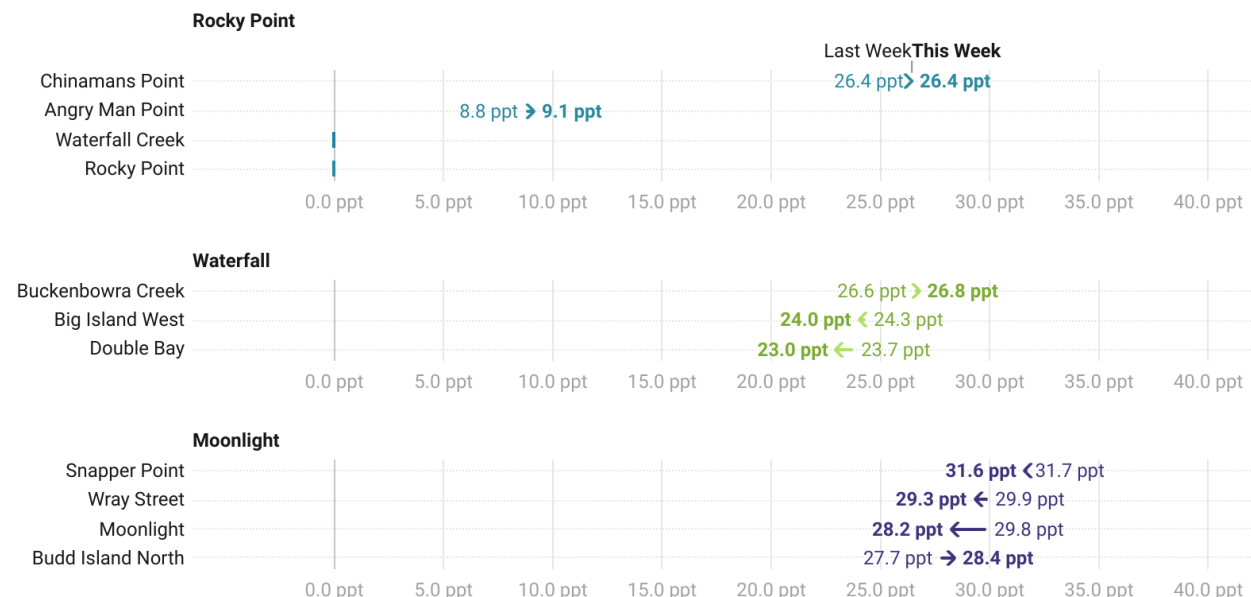 Rocky Point
Last Week This Week
Chinamans Point 26.4 ppt 26.4 ppt
Angry Man Point 8.8 ppt 9.1 ppt
Waterfall Creek
Rocky Point
0.0 ppt 5.0 ppt 10.0 ppt 15.0 ppt 20.0 ppt 25.0 ppt 30.0 ppt 35.0 ppt 40.0 ppt
Waterfall
Buckenbowra Creek 26.6 ppt 26.8 ppt
Big Island West 24.0 ppt 24.3 ppt
Double Bay 23.0 ppt 23.7 ppt
0.0 ppt 5.0 ppt 10.0 ppt 15.0 ppt 20.0 ppt 25.0 ppt 30.0 ppt 35.0 ppt 40.0 ppt
Moonlight
Snapper Point 31.6 ppt 31.7 ppt
Wray Street 29.3 ppt 29.9 ppt
Moonlight 28.2 ppt 29.8 ppt
Budd Island North 27.7 ppt 28.4 ppt
0.0 ppt 5.0 ppt 10.0 ppt 15.0 ppt 20.0 ppt 25.0 ppt 30.0 ppt 35.0 ppt 40.0 ppt